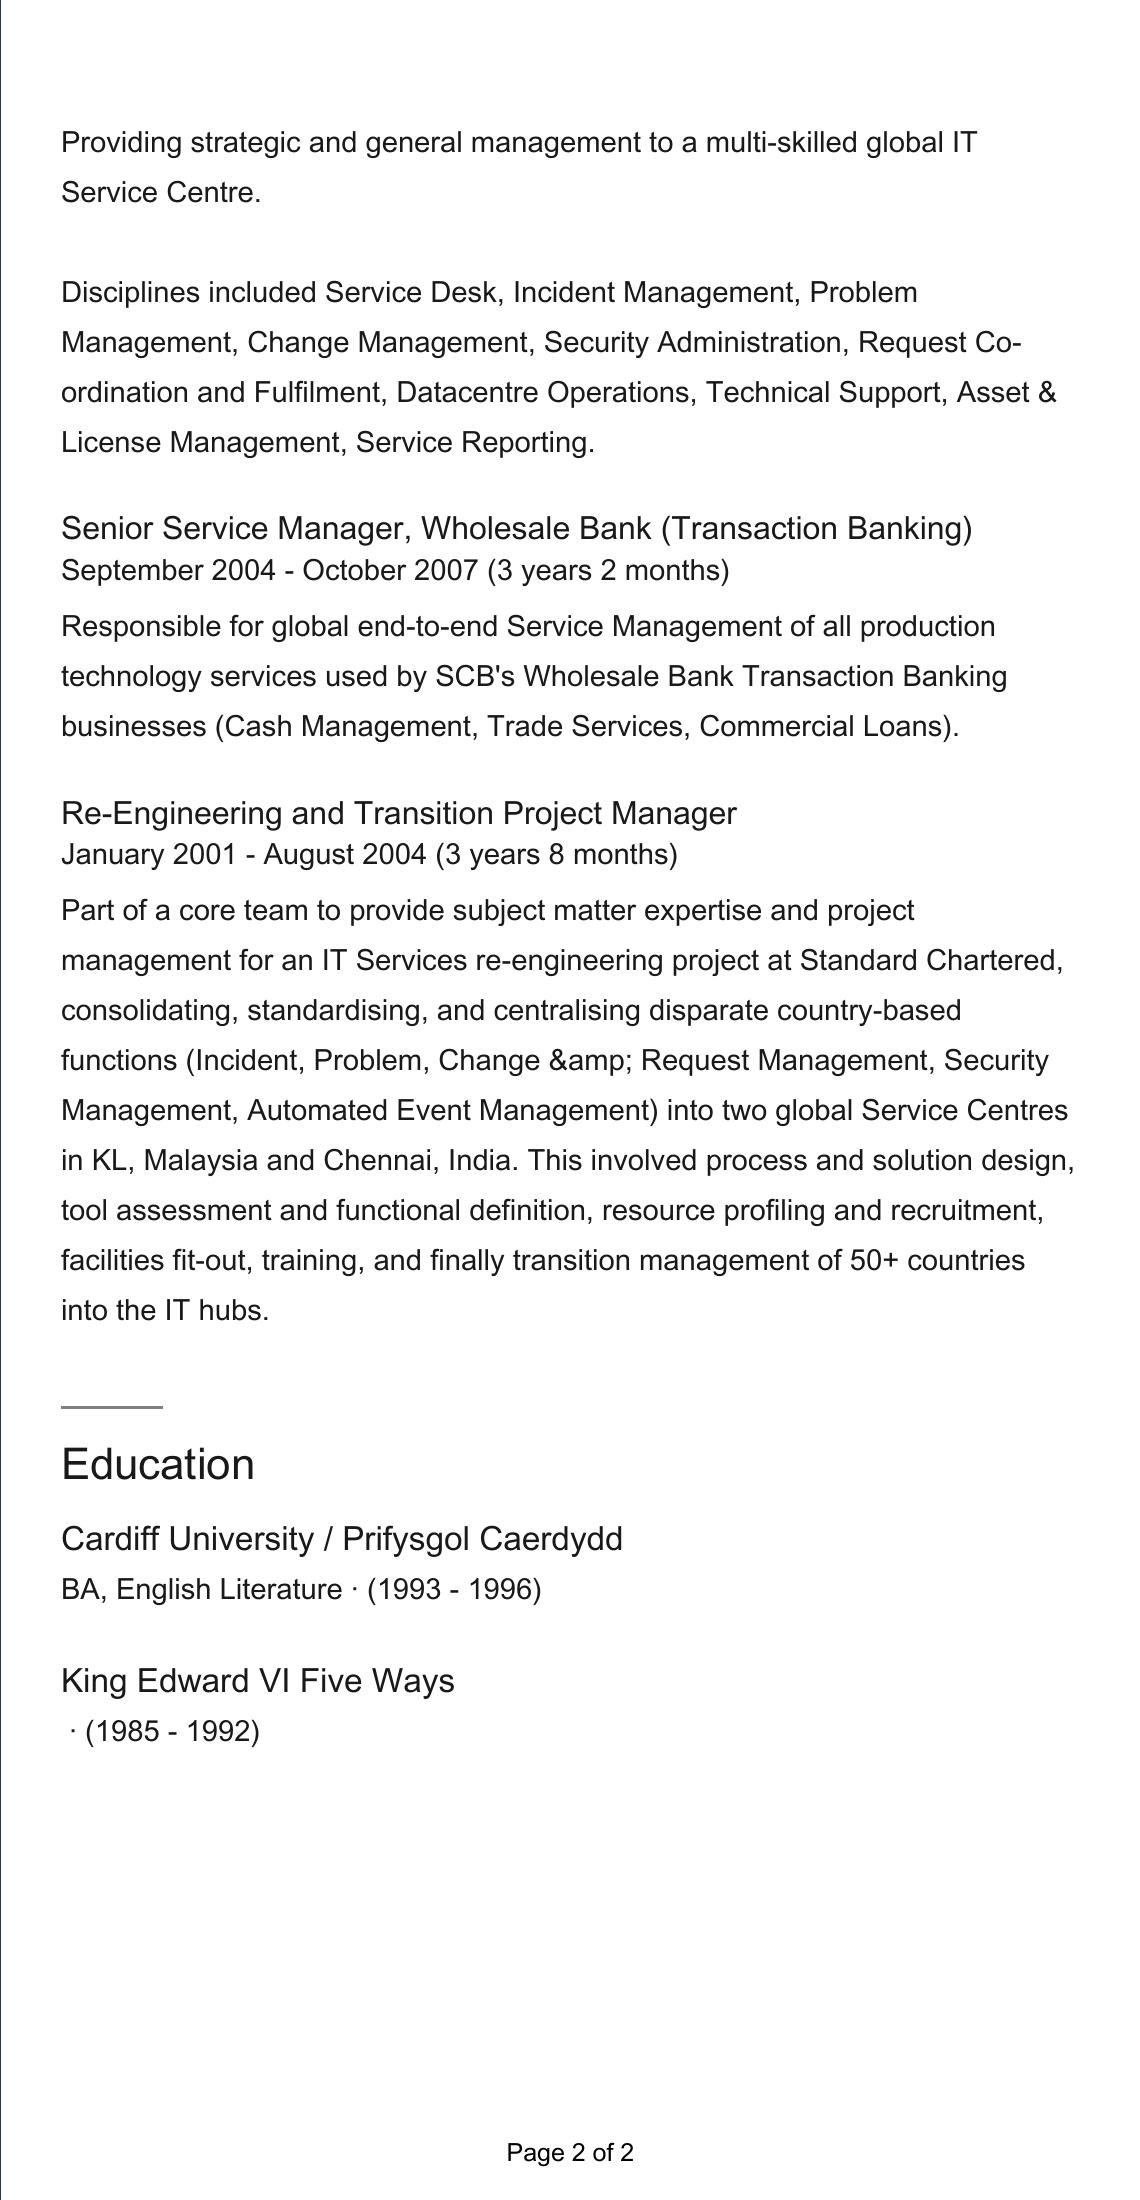 Providing strategic and general management to a multi-skilled global IT
Service Centre.
Disciplines included Service Desk, Incident Management, Problem
Management, Change Management, Security Administration, Request Co-
ordination and Fulfilment, Datacentre Operations, Technical Support, Asset &
License Management, Service Reporting.
Senior Service Manager, Wholesale Bank (Transaction Banking)
September 2004 - October 2007 (3 years 2 months)
Responsible for global end-to-end Service Management of all production
technology services used by SCB's Wholesale Bank Transaction Banking
businesses (Cash Management, Trade Services, Commercial Loans).
Re-Engineering and Transition Project Manager
January 2001 - August 2004 (3 years 8 months)
Part of a core team to provide subject matter expertise and project
management for an IT Services re-engineering project at Standard Chartered,
consolidating, standardising, and centralising disparate country-based
functions (Incident, Problem, Change &amp; Request Management, Security
Management, Automated Event Management) into two global Service Centres
in KL, Malaysia and Chennai, India. This involved process and solution design,
tool assessment and functional definition, resource profiling and recruitment,
facilities fit-out, training, and finally transition management of 50+ countries
into the IT hubs.
Education
Cardiff University / Prifysgol Caerdydd
BA, English Literature · (1993 - 1996)
King Edward VI Five Ways
· (1985 - 1992)
Page 2 of 2